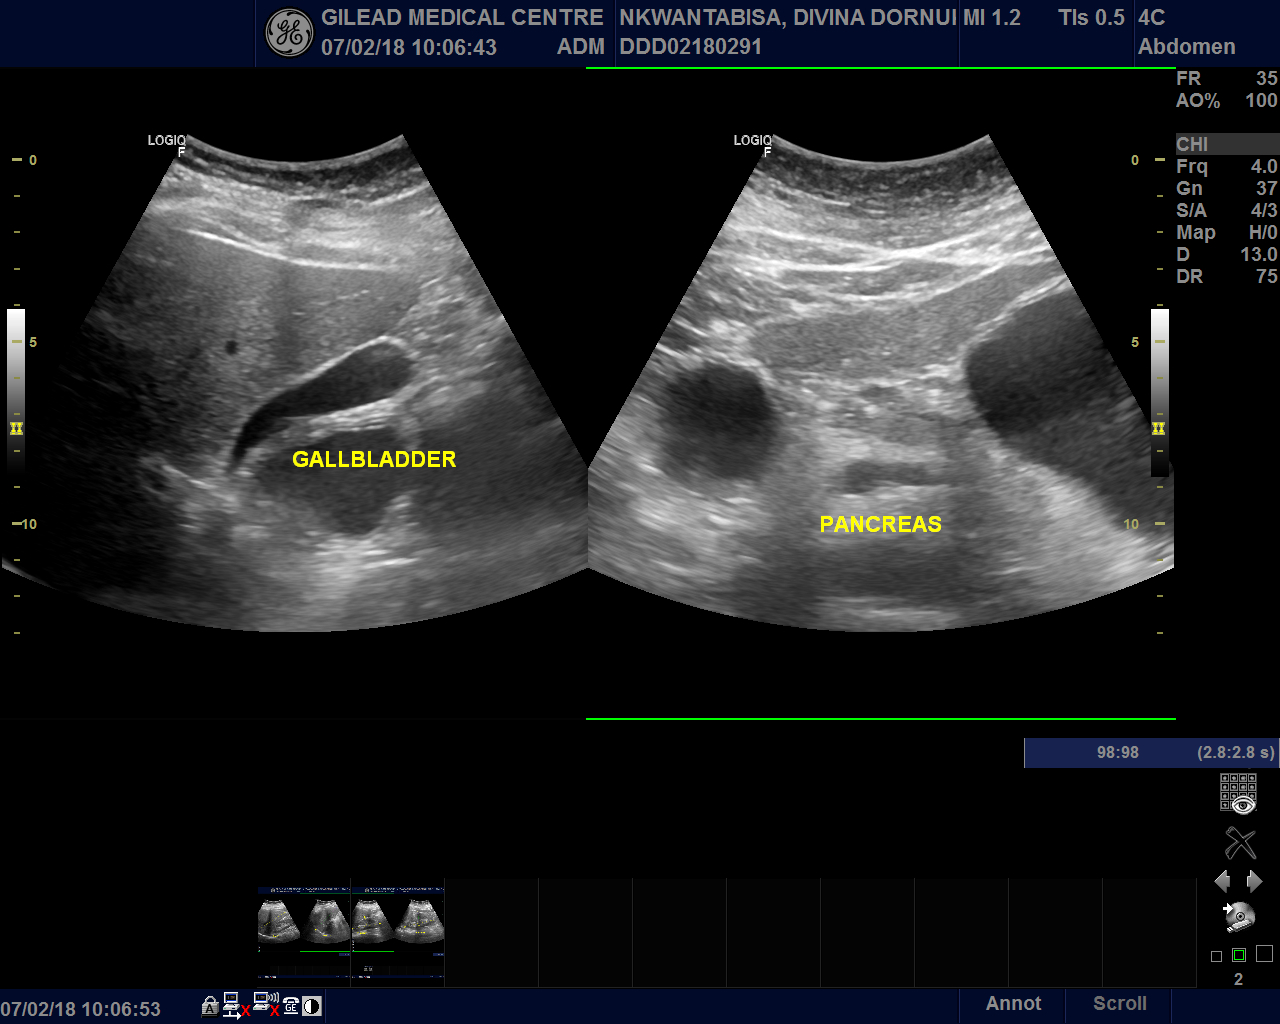 GILEAD MEDICAL CENTRE
07/02/18 10:06:43 ADM
NKWANTABISA, DIVINA DORNUI
DDD02180291
MI 1.2 TIs 0.5
4C
Abdomen
FR 35
AO% 100
CHI
Frq 4.0
Gn 37
S/A 4/3
Map H/0
D 13.0
DR 75
LOGIQ
F
0
5
10
GALLBLADDER
LOGIQ
F
0
5
10
PANCREAS
98:98 (2.8:2.8 s)
2
07/02/18 10:06:53
A
GE
Annot
Scroll